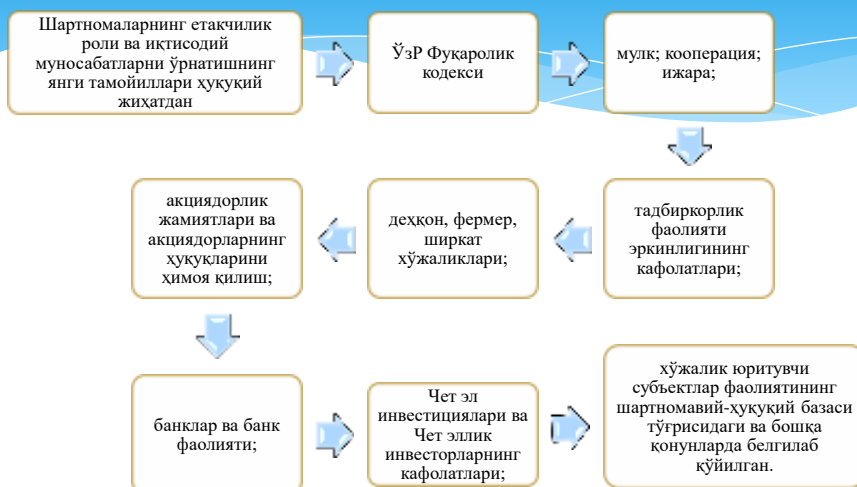 Шартномаларнинг етакчилик
роли ва иқтисодий
муносабатларни ўрнатишнинг
янги тамойиллари ҳуқуқий
жиҳатдан
ЎзР Фуқаролик
кодекси
мулк; кооперация;
ижара;
тадбиркорлик
фаолияти
эркинлигининг
кафолатлари;
деҳқон, фермер,
ширкат
хўжаликлари;
акциядорлик
жамиятлари ва
акциядорларнинг
ҳуқуқларини
ҳимоя қилиш;
банклар ва банк
фаолияти;
Чет эл
инвестициялари ва
Чет эллик
инвесторларнинг
кафолатлари;
хўжалик юритувчи
субъектлар фаолиятининг
шартномавий-ҳуқуқий базаси
тўғрисидаги ва бошқа
қонунларда белгилаб
қўйилган.